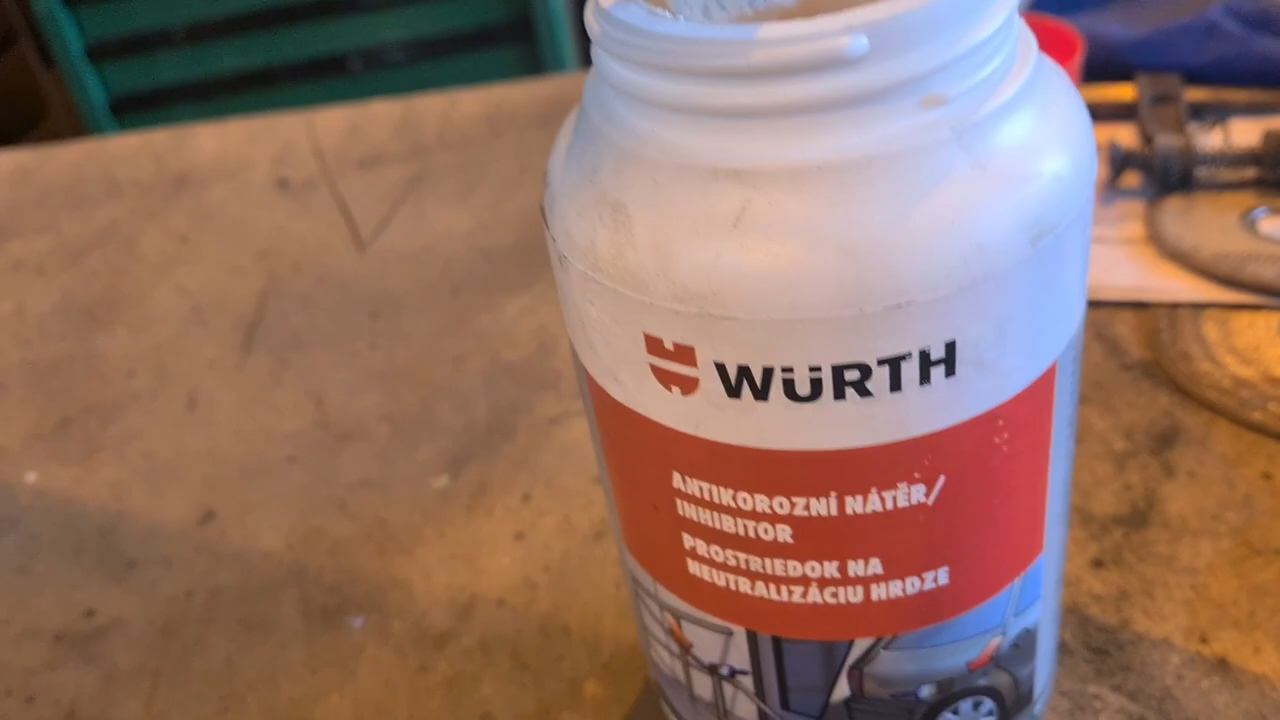 WÜRTH
ANTIKOROZNÍ NÁTĚR/
INHIBITOR
PROSTRIEDOK NA
NEUTRALIZÁCIU HRDZE